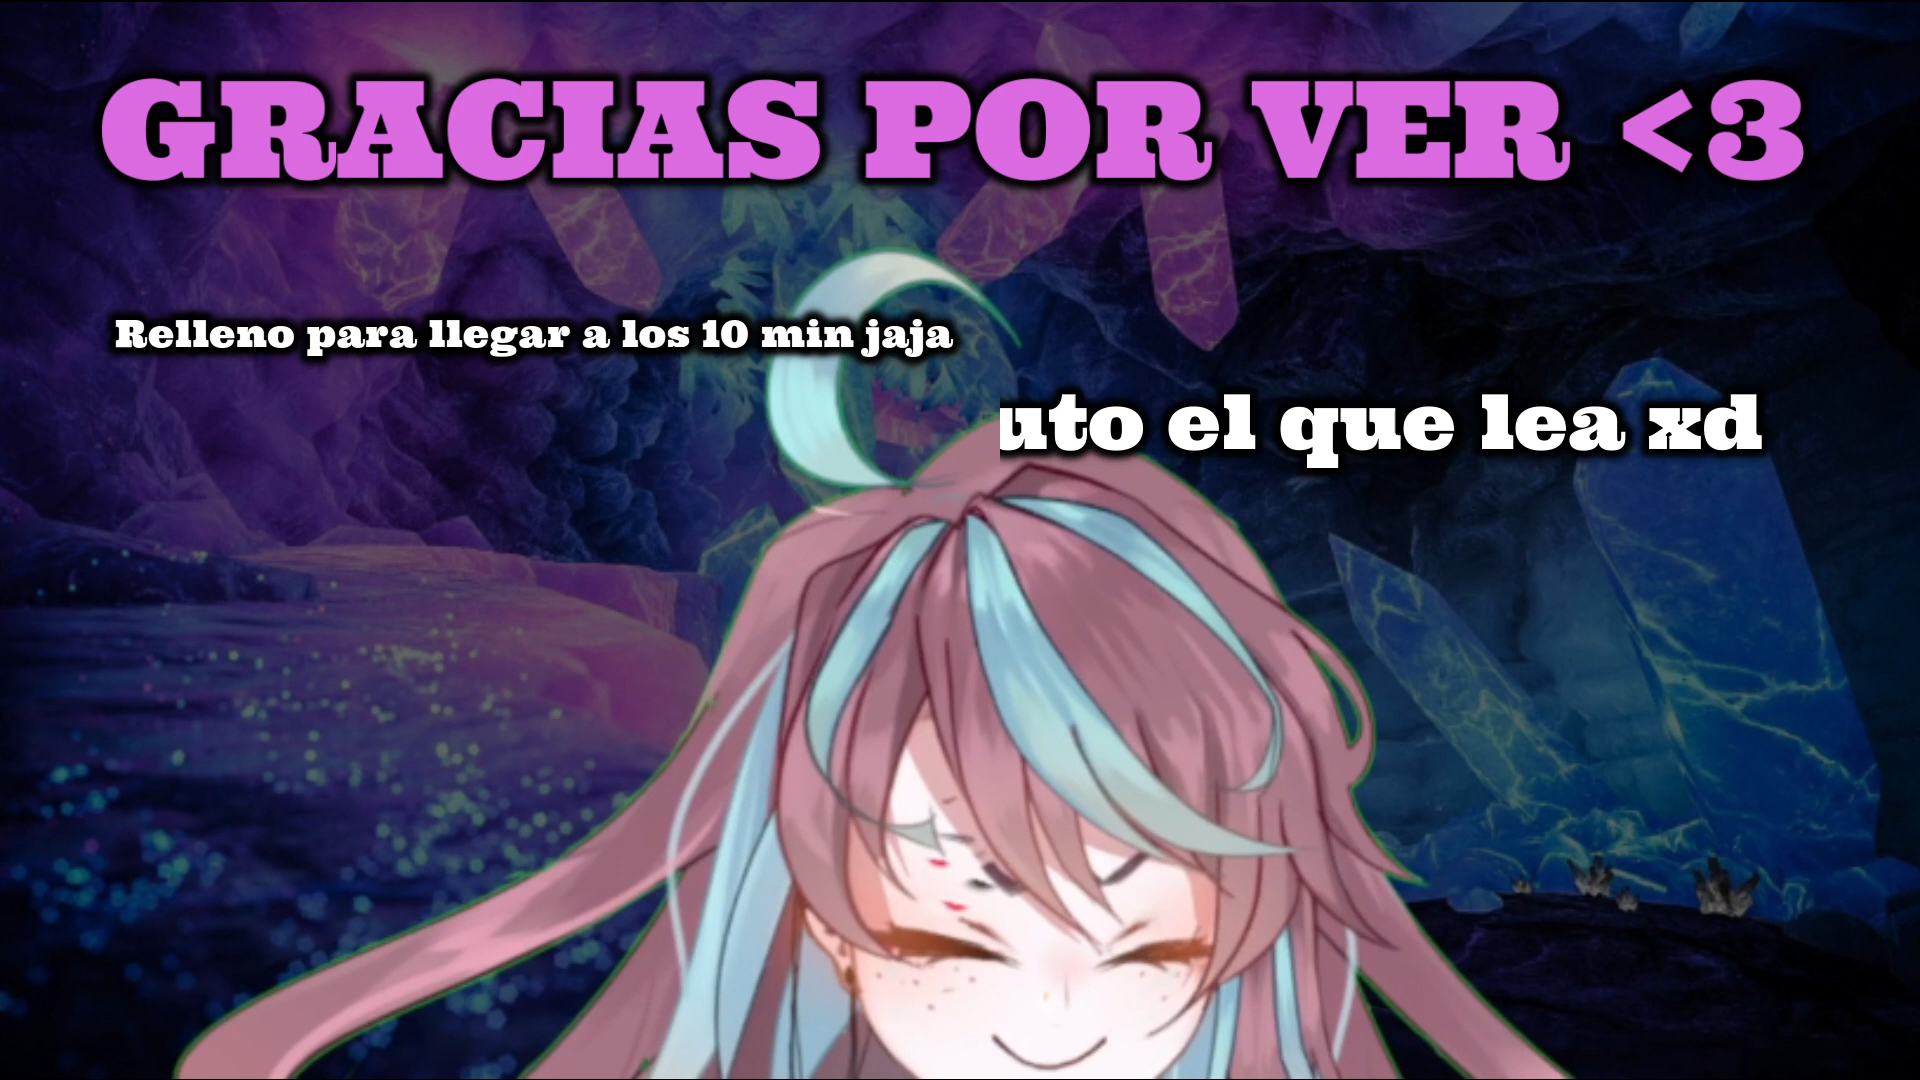 GRACIAS POR VER <3
Relleno para llegar a los 10 min jaja
uto el que lea xd